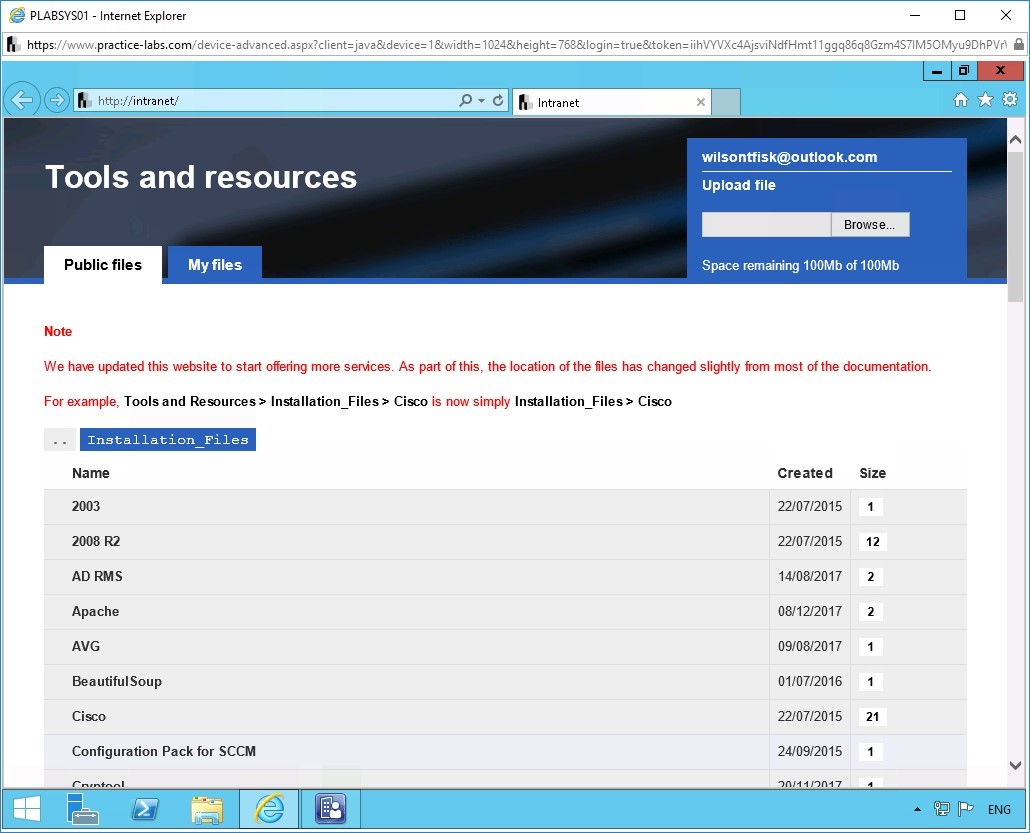 PLABSYS01 - Internet Explorer
https://www.practice-labs.com/device-advanced.aspx?client=java&device=1&width=1024&height=768&login=true&token=
http://intranet/
Intranet
Tools and resources
wilsontfisk@outlook.com
Upload file
Browse...
Space remaining 100Mb of 100Mb
Public files My files
Note
We have updated this website to start offering more services. As part of this, the location of the files has changed slightly from most of the documentation.
For example, Tools and Resources > Installation_Files > Cisco is now simply Installation_Files > Cisco
.. Installation_Files
Name Created Size
2003 22/07/2015 1
2008 R2 22/07/2015 12
AD RMS 14/08/2017 2
Apache 08/12/2017 2
AVG 09/08/2017 1
BeautifulSoup 01/07/2016 1
Cisco 22/07/2015 21
Configuration Pack for SCCM 24/09/2015 1
Cryptool 20/11/2017 1
ENG